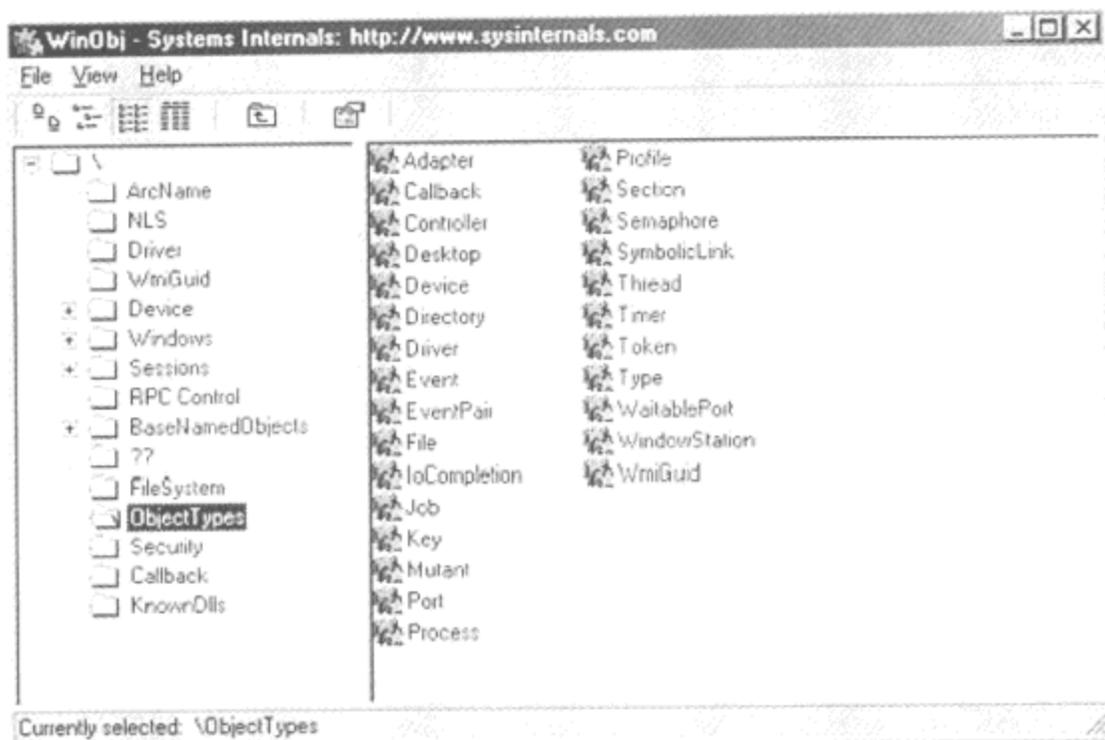 WinObj - Systems Internals: http://www.sysinternals.com
File View Help
\
ArcName
NLS
Driver
WmiGuid
Device
Windows
Sessions
RPC Control
BaseNamedObjects
??
FileSystem
ObjectTypes
Security
Callback
KnownDlls
Adapter
Callback
Controller
Desktop
Device
Directory
Driver
Event
EventPair
File
IoCompletion
Job
Key
Mutant
Port
Process
Profile
Section
Semaphore
SymbolicLink
Thread
Timer
Token
Type
WaitablePort
WindowStation
WmiGuid
Currently selected: \ObjectTypes